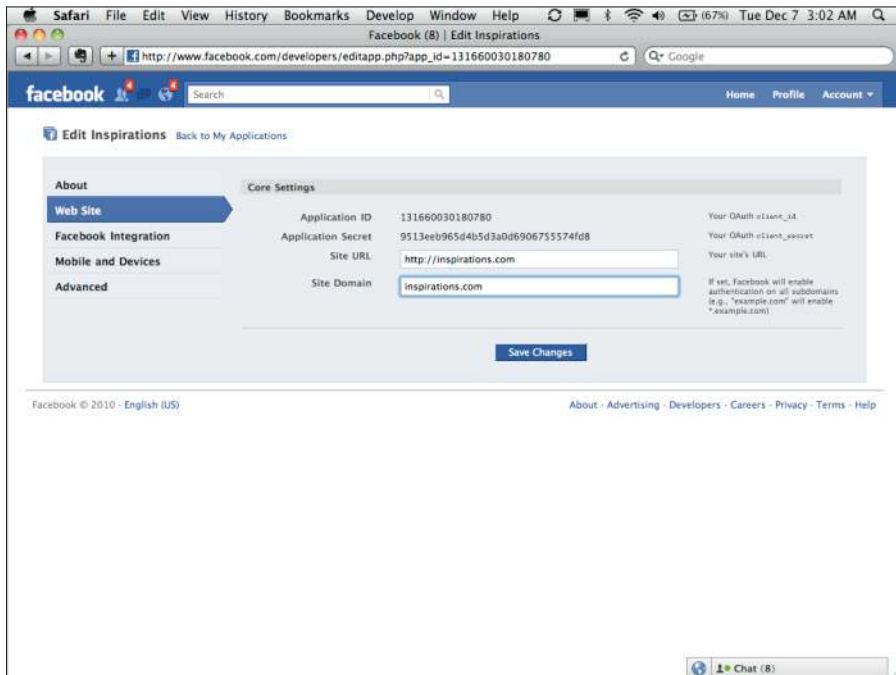 Safari File Edit View History Bookmarks Develop Window Help (67%) Tue Dec 7 3:02 AM
Facebook (8) | Edit Inspirations
http://www.facebook.com/developers/editapp.php?app_id=131660030180780 Google
facebook 4 4 Search Home Profile Account
Edit Inspirations Back to My Applications
About
Web Site
Facebook Integration
Mobile and Devices
Advanced
Core Settings
Application ID 131660030180780 Your OAuth client_id
Application Secret 9513eeb965d4b5d3a0d6906755574fd8 Your OAuth client_secret
Site URL http://inspirations.com Your site's URL
Site Domain inspirations.com If set, Facebook will enable
authentication on all subdomains
(e.g., "example.com" will enable
*.example.com)
Save Changes
Facebook © 2010 · English (US) About · Advertising · Developers · Careers · Privacy · Terms · Help
Chat (8)